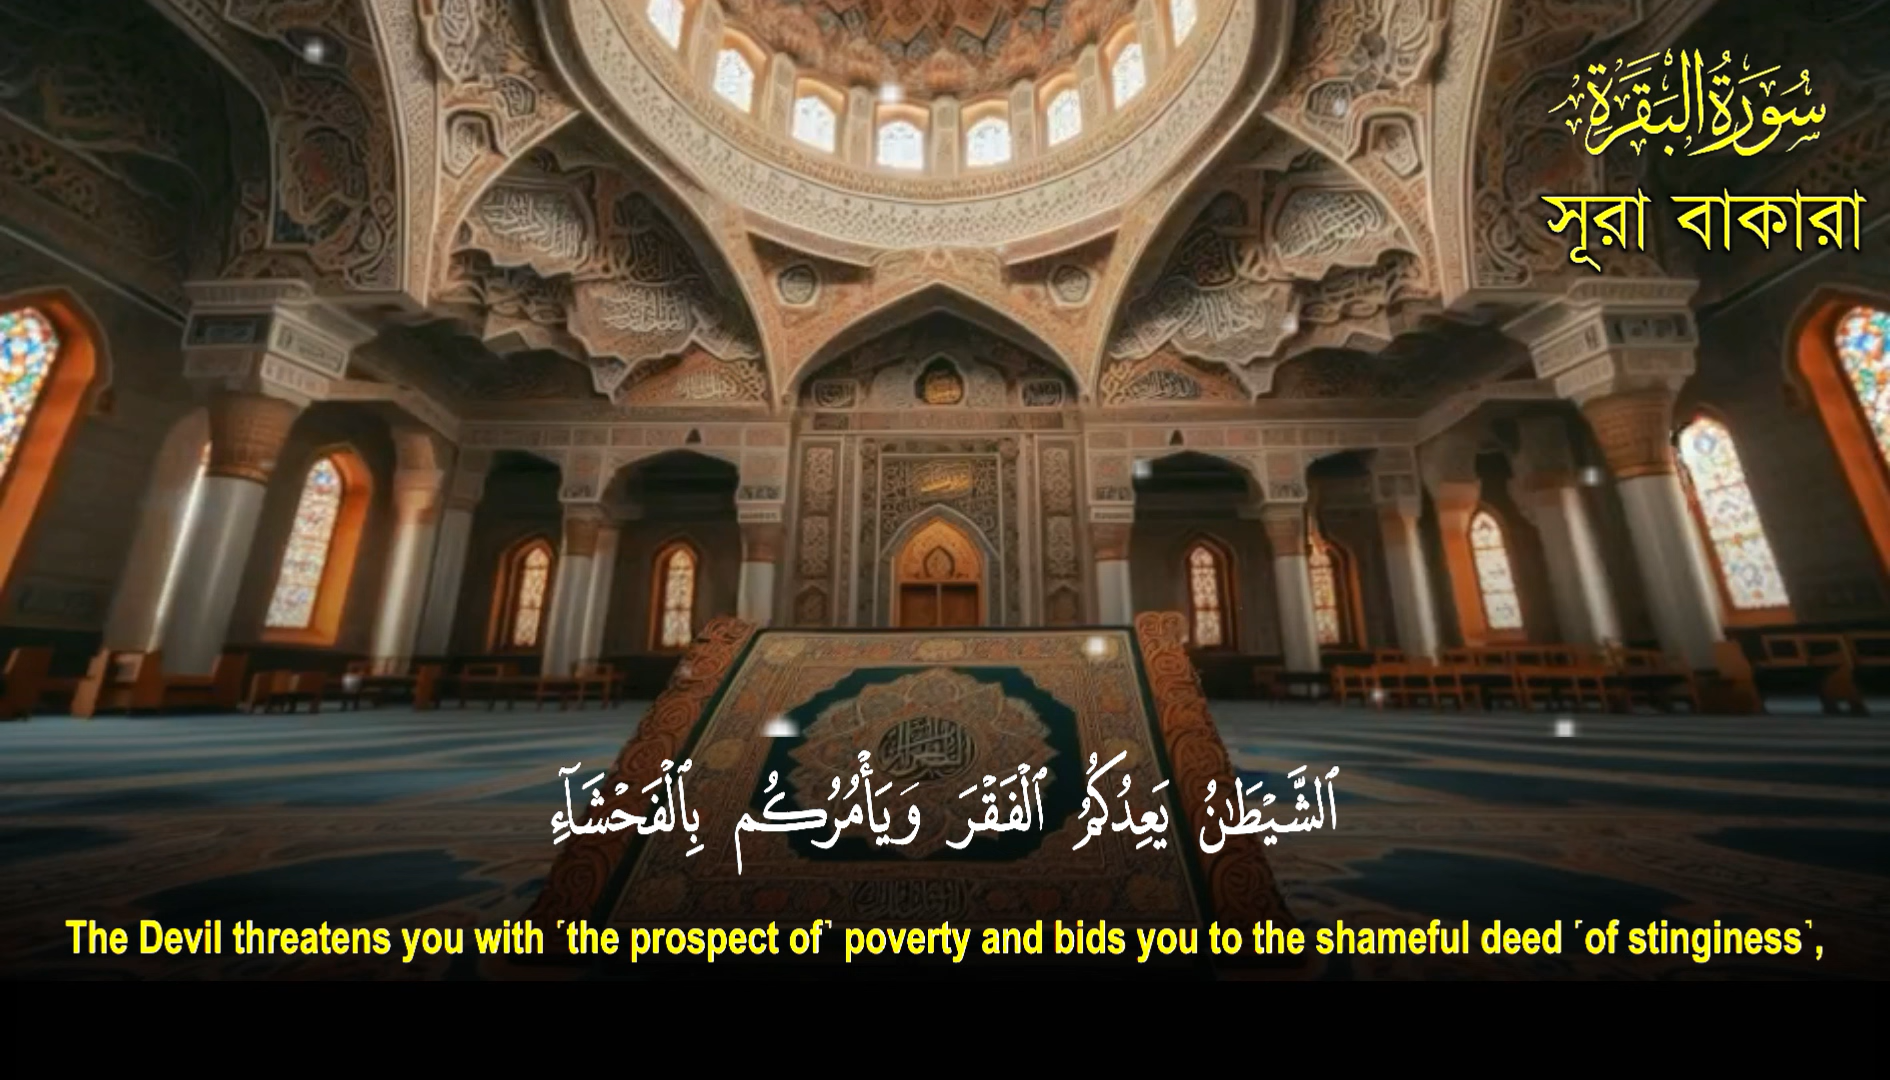 سُورَةُ البَقَرَةِ
সূরা বাকারা
ٱلشَّيْطَٰنُ يَعِدُكُمُ ٱلْفَقْرَ وَيَأْمُرُكُم بِٱلْفَحْشَآءِ
The Devil threatens you with ˹the prospect of˺ poverty and bids you to the shameful deed ˹of stinginess˺,